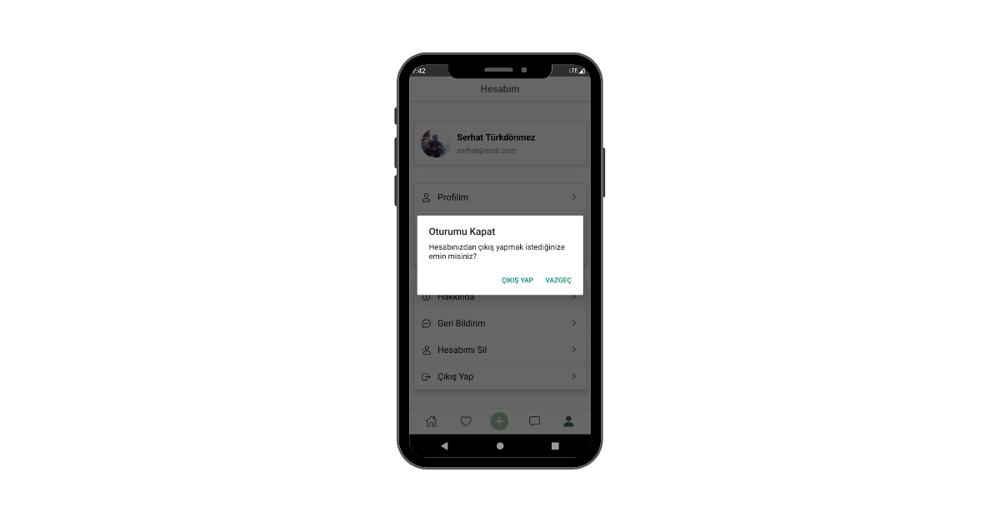 7:42
LTE
Hesabım
Serhat Türkdönmez
serhat@mail.com
Profilim
Oturumu Kapat
Hesabınızdan çıkış yapmak istediğinize
emin misiniz?
ÇIKIŞ YAP VAZGEÇ
Hakkında
Geri Bildirim
Hesabımı Sil
Çıkış Yap